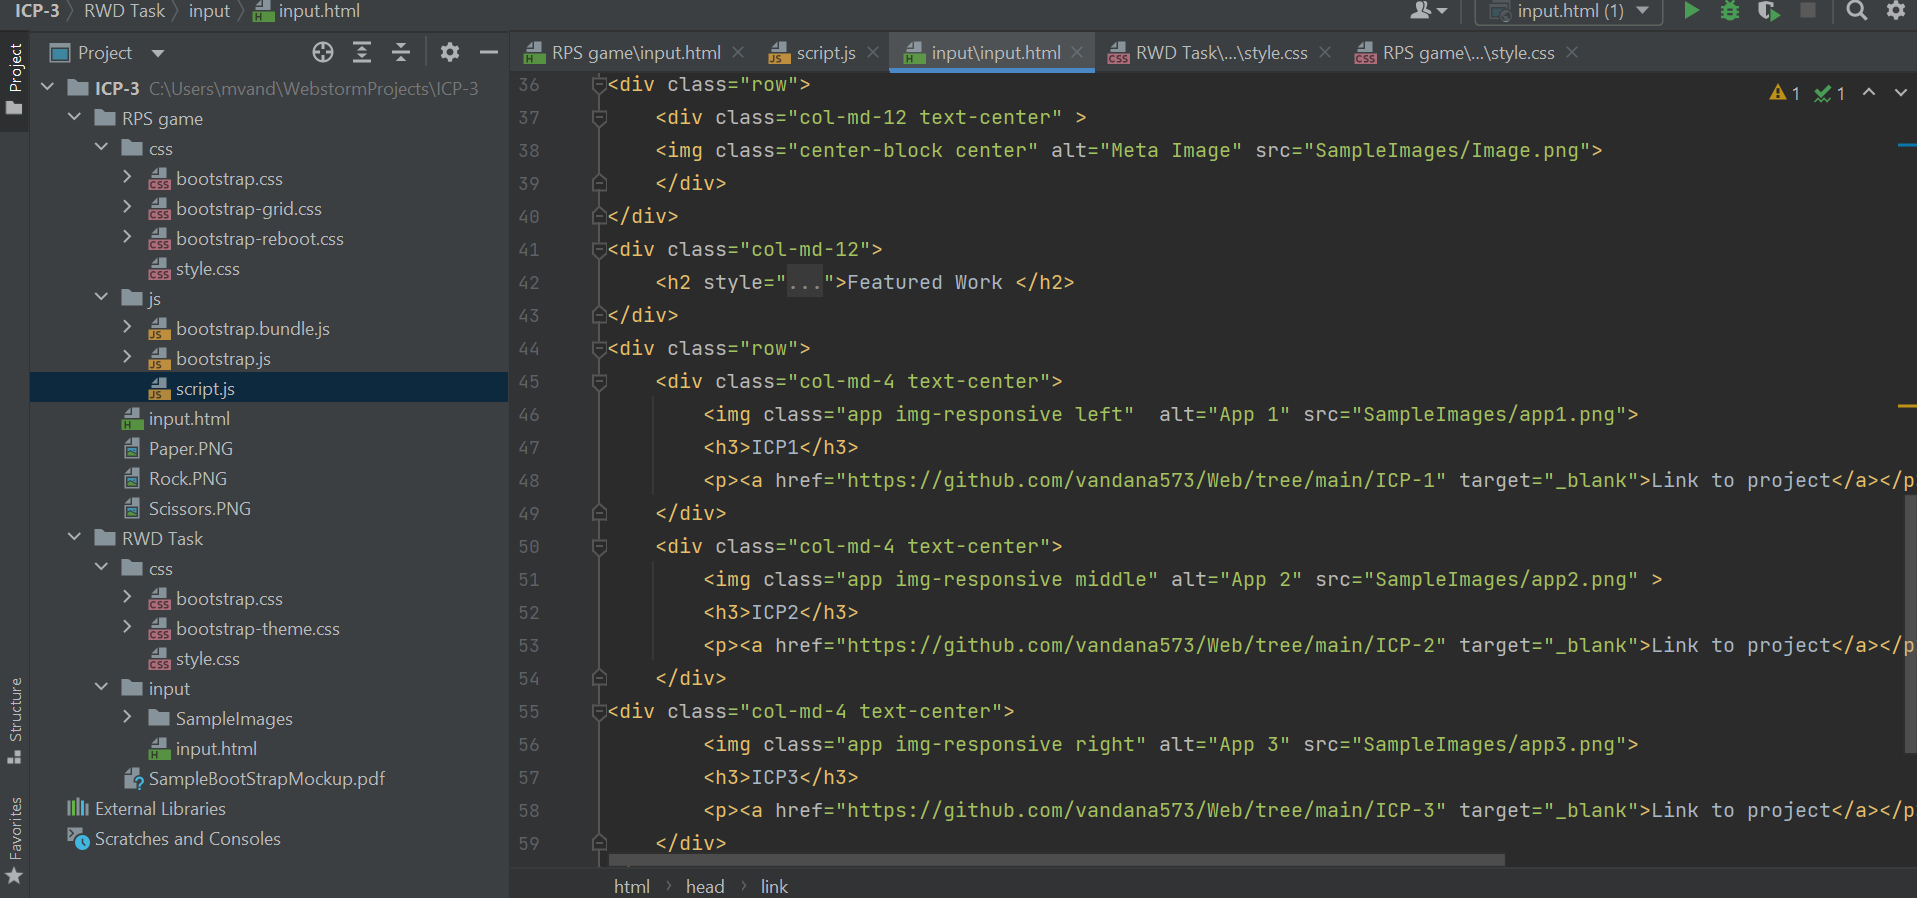 ICP-3 RWD Task input input.html
input.html (1)
Project
RPS game\input.html script.js input\input.html RWD Task\...\style.css RPS game\...\style.css
Project
ICP-3 C:\Users\mvand\WebstormProjects\ICP-3
RPS game
css
bootstrap.css
bootstrap-grid.css
bootstrap-reboot.css
style.css
js
bootstrap.bundle.js
bootstrap.js
script.js
input.html
Paper.PNG
Rock.PNG
Scissors.PNG
RWD Task
css
bootstrap.css
bootstrap-theme.css
style.css
input
SampleImages
input.html
SampleBootStrapMockup.pdf
External Libraries
Scratches and Consoles
Structure
Favorites
1 1
36 <div class="row">
37 <div class="col-md-12 text-center" >
38 <img class="center-block center" alt="Meta Image" src="SampleImages/Image.png">
39 </div>
40 </div>
41 <div class="col-md-12">
42 <h2 style="...">Featured Work </h2>
43 </div>
44 <div class="row">
45 <div class="col-md-4 text-center">
46 <img class="app img-responsive left"  alt="App 1" src="SampleImages/app1.png">
47 <h3>ICP1</h3>
48 <p><a href="https://github.com/vandana573/Web/tree/main/ICP-1" target="_blank">Link to project</a></p
49 </div>
50 <div class="col-md-4 text-center">
51 <img class="app img-responsive middle" alt="App 2" src="SampleImages/app2.png" >
52 <h3>ICP2</h3>
53 <p><a href="https://github.com/vandana573/Web/tree/main/ICP-2" target="_blank">Link to project</a></p
54 </div>
55 <div class="col-md-4 text-center">
56 <img class="app img-responsive right" alt="App 3" src="SampleImages/app3.png">
57 <h3>ICP3</h3>
58 <p><a href="https://github.com/vandana573/Web/tree/main/ICP-3" target="_blank">Link to project</a></p
59 </div>
html head link